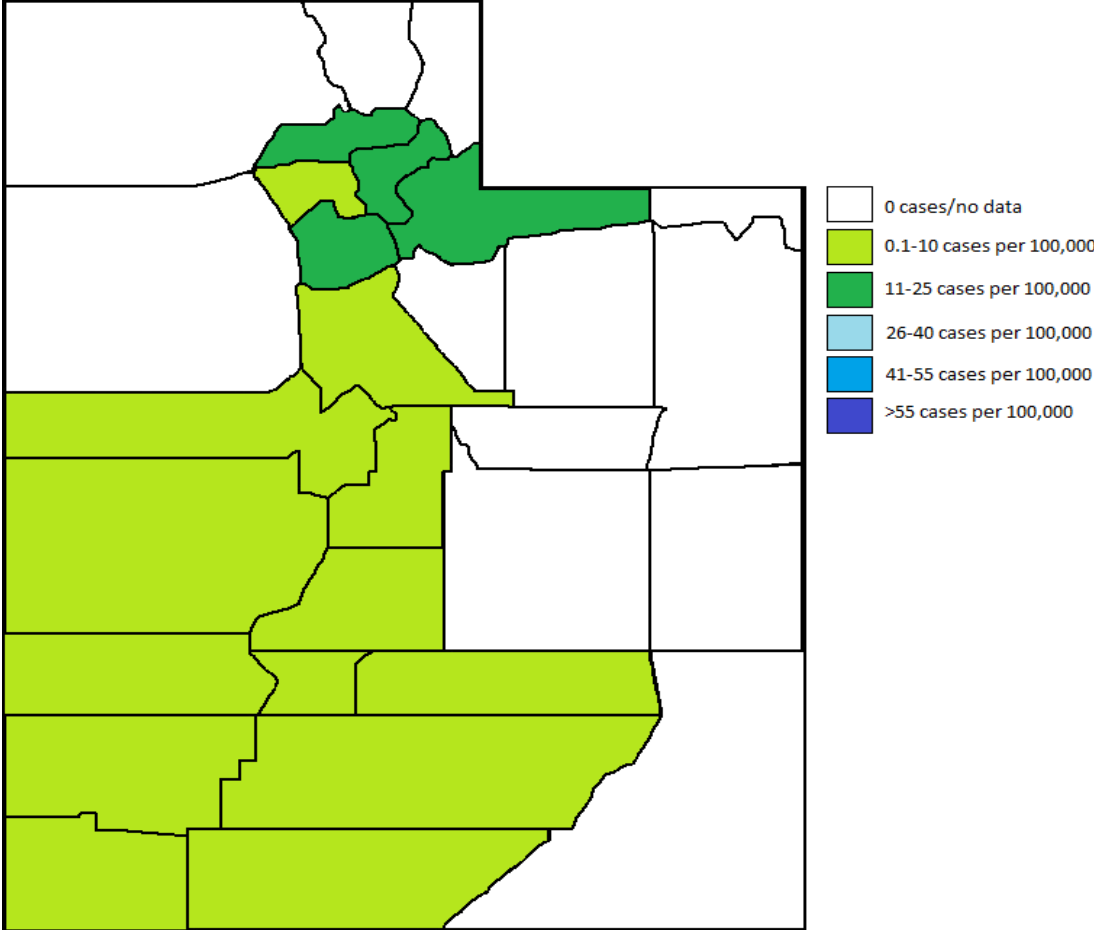 0 cases/no data
0.1-10 cases per 100,000
11-25 cases per 100,000
26-40 cases per 100,000
41-55 cases per 100,000
>55 cases per 100,000